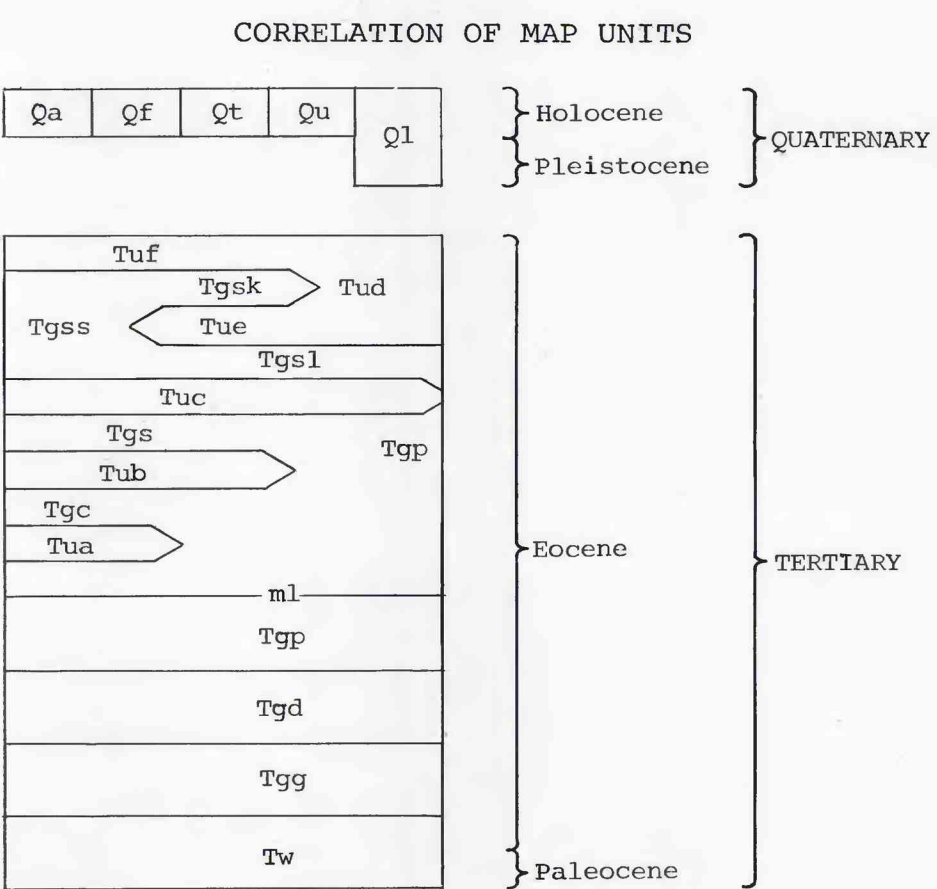 CORRELATION OF MAP UNITS
Qa Qf Qt Qu Ql
Holocene
Pleistocene
QUATERNARY
Tuf
Tgsk Tud
Tgss Tue
Tgsl
Tuc
Tgs
Tgp
Tub
Tgc
Tua
Eocene
TERTIARY
ml
Tgp
Tgd
Tgg
Tw
Paleocene